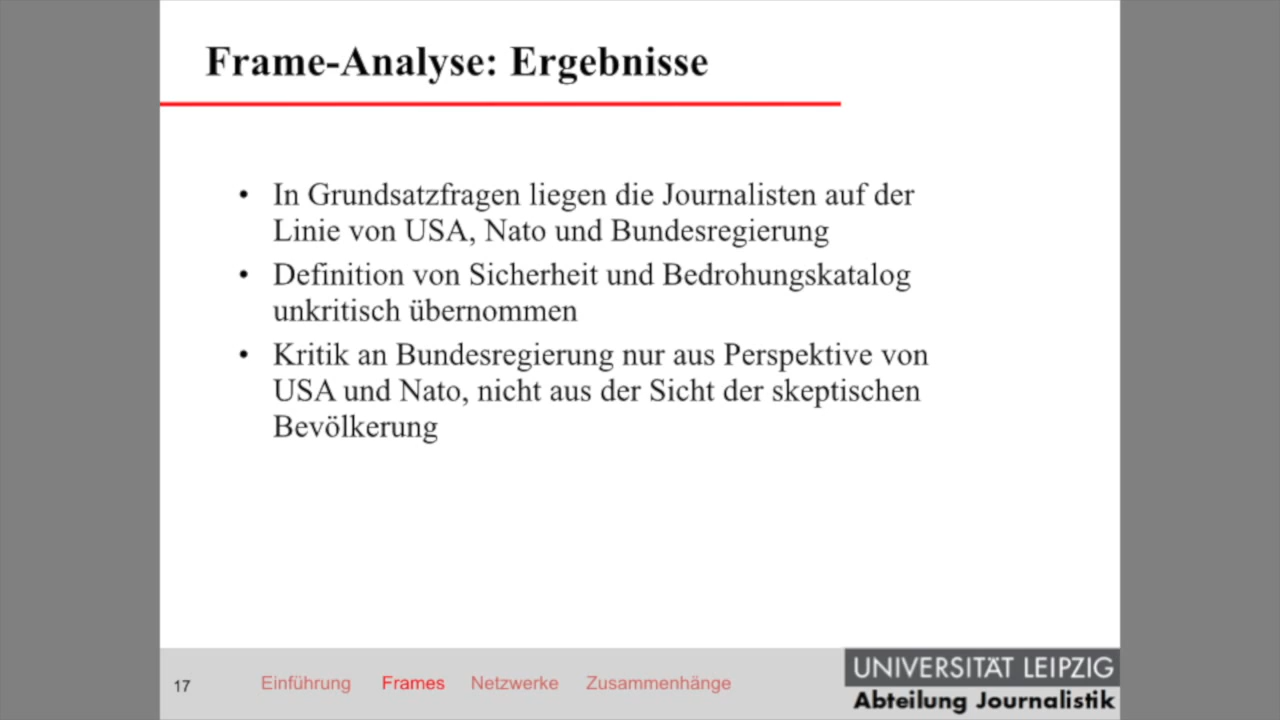 Frame-Analyse: Ergebnisse
• In Grundsatzfragen liegen die Journalisten auf der
Linie von USA, Nato und Bundesregierung
• Definition von Sicherheit und Bedrohungskatalog
unkritisch übernommen
• Kritik an Bundesregierung nur aus Perspektive von
USA und Nato, nicht aus der Sicht der skeptischen
Bevölkerung
17 Einführung Frames Netzwerke Zusammenhänge
UNIVERSITÄT LEIPZIG
Abteilung Journalistik